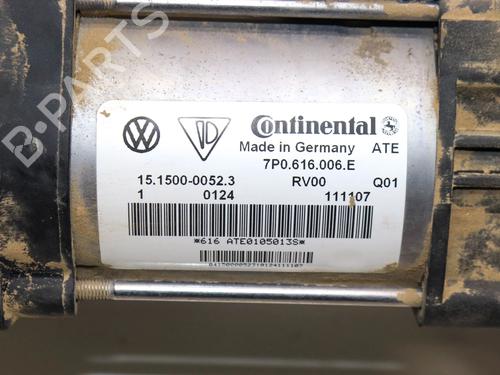 B-PARTS
Continental
Made in Germany ATE
7P0.616.006.E
15.1500-0052.3 RV00 Q01
1 0124 111107
*616 ATE0105013S*